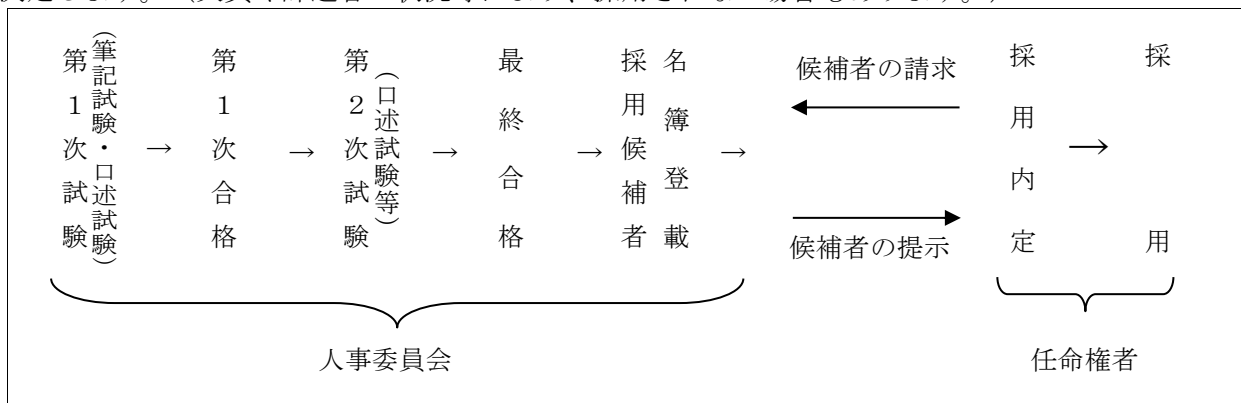 第１次試験
(筆記試験・口述試験)
→
第１次合格
→
第２次試験
(口述試験等)
→
最終合格
→
採用候補者
名簿登載
→
候補者の請求
候補者の提示
採用内定
→
採用
人事委員会
任命権者